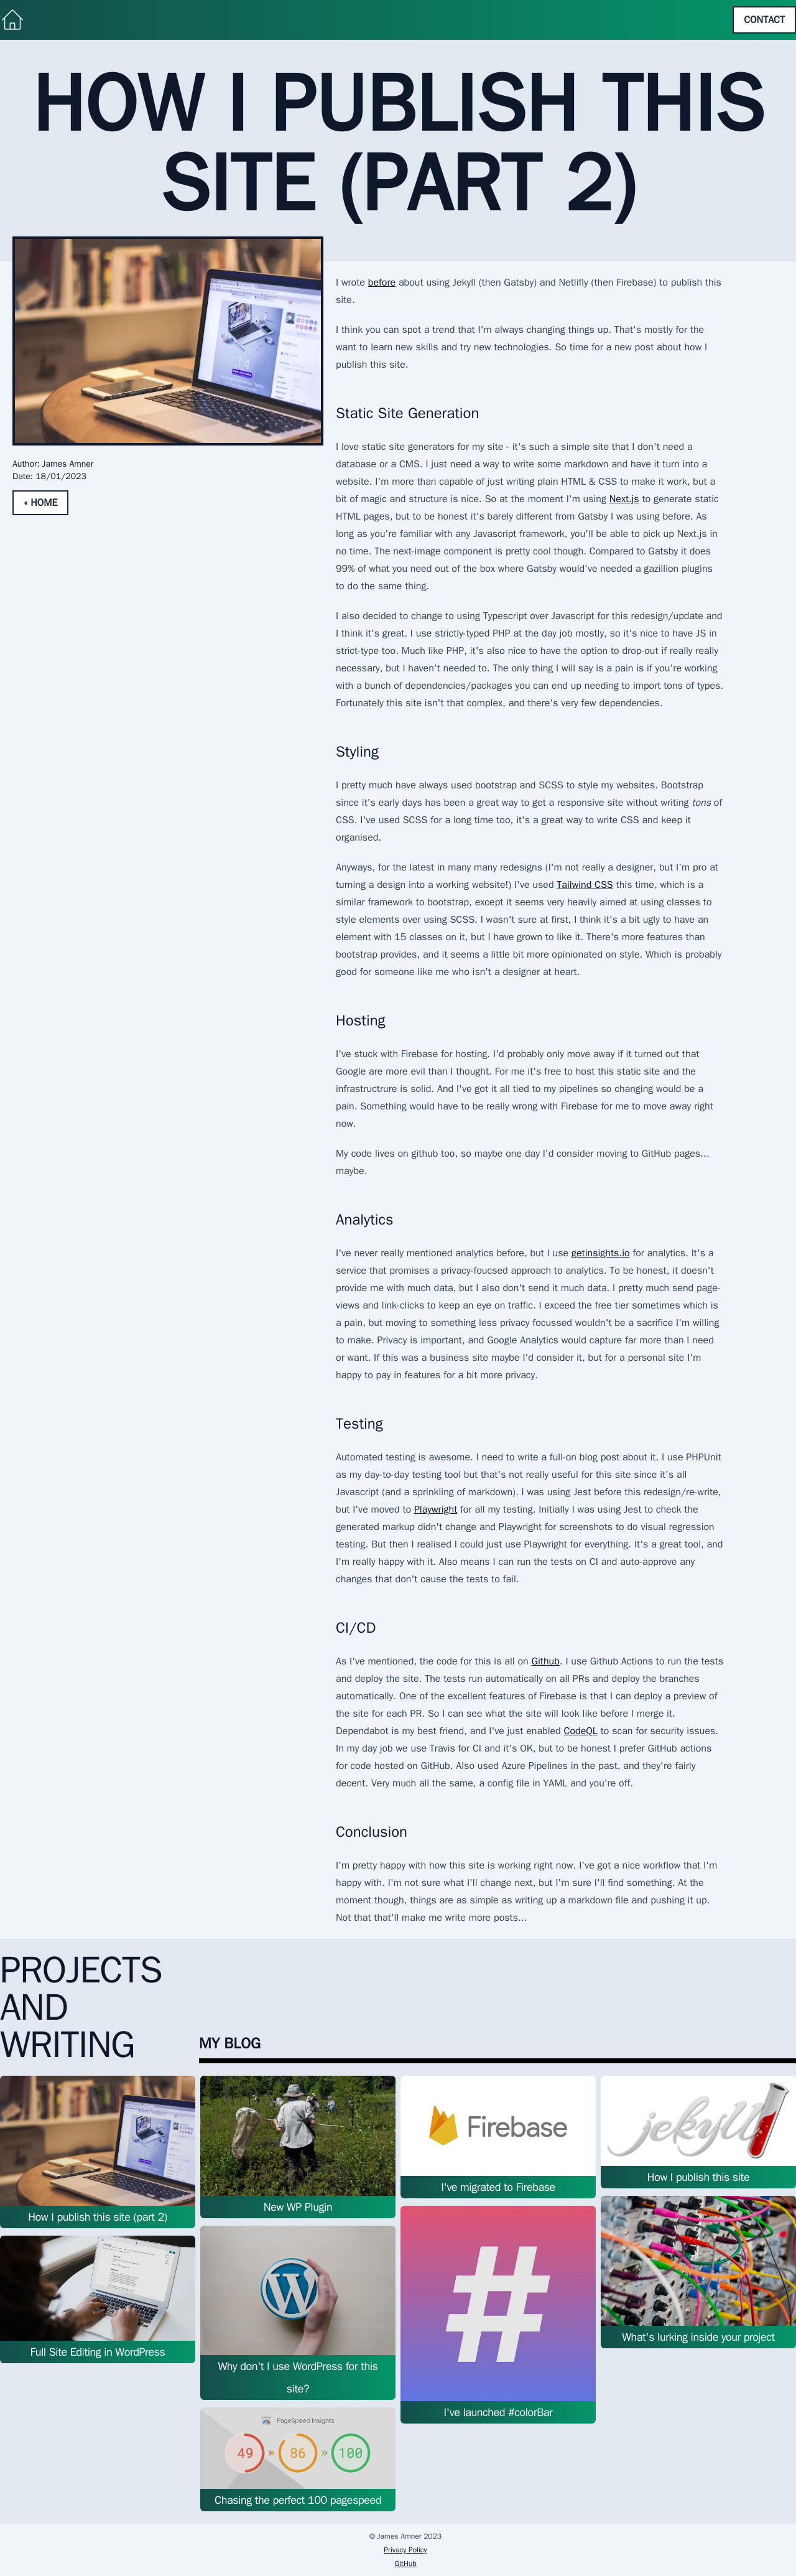 CONTACT
HOW I PUBLISH THIS
SITE (PART 2)
Author: James Amner
Date: 18/01/2023
« HOME
I wrote before about using Jekyll (then Gatsby) and Netlifly (then Firebase) to publish this
site.
I think you can spot a trend that I'm always changing things up. That's mostly for the
want to learn new skills and try new technologies. So time for a new post about how I
publish this site.
Static Site Generation
I love static site generators for my site - it's such a simple site that I don't need a
database or a CMS. I just need a way to write some markdown and have it turn into a
website. I'm more than capable of just writing plain HTML & CSS to make it work, but a
bit of magic and structure is nice. So at the moment I'm using Next.js to generate static
HTML pages, but to be honest it's barely different from Gatsby I was using before. As
long as you're familiar with any Javascript framework, you'll be able to pick up Next.js in
no time. The next-image component is pretty cool though. Compared to Gatsby it does
99% of what you need out of the box where Gatsby would've needed a gazillion plugins
to do the same thing.
I also decided to change to using Typescript over Javascript for this redesign/update and
I think it's great. I use strictly-typed PHP at the day job mostly, so it's nice to have JS in
strict-type too. Much like PHP, it's also nice to have the option to drop-out if really really
necessary, but I haven't needed to. The only thing I will say is a pain is if you're working
with a bunch of dependencies/packages you can end up needing to import tons of types.
Fortunately this site isn't that complex, and there's very few dependencies.
Styling
I pretty much have always used bootstrap and SCSS to style my websites. Bootstrap
since it's early days has been a great way to get a responsive site without writing tons of
CSS. I've used SCSS for a long time too, it's a great way to write CSS and keep it
organised.
Anyways, for the latest in many many redesigns (I'm not really a designer, but I'm pro at
turning a design into a working website!) I've used Tailwind CSS this time, which is a
similar framework to bootstrap, except it seems very heavily aimed at using classes to
style elements over using SCSS. I wasn't sure at first, I think it's a bit ugly to have an
element with 15 classes on it, but I have grown to like it. There's more features than
bootstrap provides, and it seems a little bit more opinionated on style. Which is probably
good for someone like me who isn't a designer at heart.
Hosting
I've stuck with Firebase for hosting. I'd probably only move away if it turned out that
Google are more evil than I thought. For me it's free to host this static site and the
infrastructrure is solid. And I've got it all tied to my pipelines so changing would be a
pain. Something would have to be really wrong with Firebase for me to move away right
now.
My code lives on github too, so maybe one day I'd consider moving to GitHub pages...
maybe.
Analytics
I've never really mentioned analytics before, but I use getinsights.io for analytics. It's a
service that promises a privacy-foucsed approach to analytics. To be honest, it doesn't
provide me with much data, but I also don't send it much data. I pretty much send page-
views and link-clicks to keep an eye on traffic. I exceed the free tier sometimes which is
a pain, but moving to something less privacy focussed wouldn't be a sacrifice I'm willing
to make. Privacy is important, and Google Analytics would capture far more than I need
or want. If this was a business site maybe I'd consider it, but for a personal site I'm
happy to pay in features for a bit more privacy.
Testing
Automated testing is awesome. I need to write a full-on blog post about it. I use PHPUnit
as my day-to-day testing tool but that's not really useful for this site since it's all
Javascript (and a sprinkling of markdown). I was using Jest before this redesign/re-write,
but I've moved to Playwright for all my testing. Initially I was using Jest to check the
generated markup didn't change and Playwright for screenshots to do visual regression
testing. But then I realised I could just use Playwright for everything. It's a great tool, and
I'm really happy with it. Also means I can run the tests on CI and auto-approve any
changes that don't cause the tests to fail.
CI/CD
As I've mentioned, the code for this is all on Github. I use Github Actions to run the tests
and deploy the site. The tests run automatically on all PRs and deploy the branches
automatically. One of the excellent features of Firebase is that I can deploy a preview of
the site for each PR. So I can see what the site will look like before I merge it.
Dependabot is my best friend, and I've just enabled CodeQL to scan for security issues.
In my day job we use Travis for CI and it's OK, but to be honest I prefer GitHub actions
for code hosted on GitHub. Also used Azure Pipelines in the past, and they're fairly
decent. Very much all the same, a config file in YAML and you're off.
Conclusion
I'm pretty happy with how this site is working right now. I've got a nice workflow that I'm
happy with. I'm not sure what I'll change next, but I'm sure I'll find something. At the
moment though, things are as simple as writing up a markdown file and pushing it up.
Not that that'll make me write more posts...
PROJECTS
AND
WRITING
MY BLOG
How I publish this site (part 2)
Full Site Editing in WordPress
New WP Plugin
Why don't I use WordPress for this
site?
PageSpeed Insights
49 » 86 » 100
Chasing the perfect 100 pagespeed
Firebase
I've migrated to Firebase
#
I've launched #colorBar
jekyll
How I publish this site
What's lurking inside your project
© James Amner 2023
Privacy Policy
GitHub